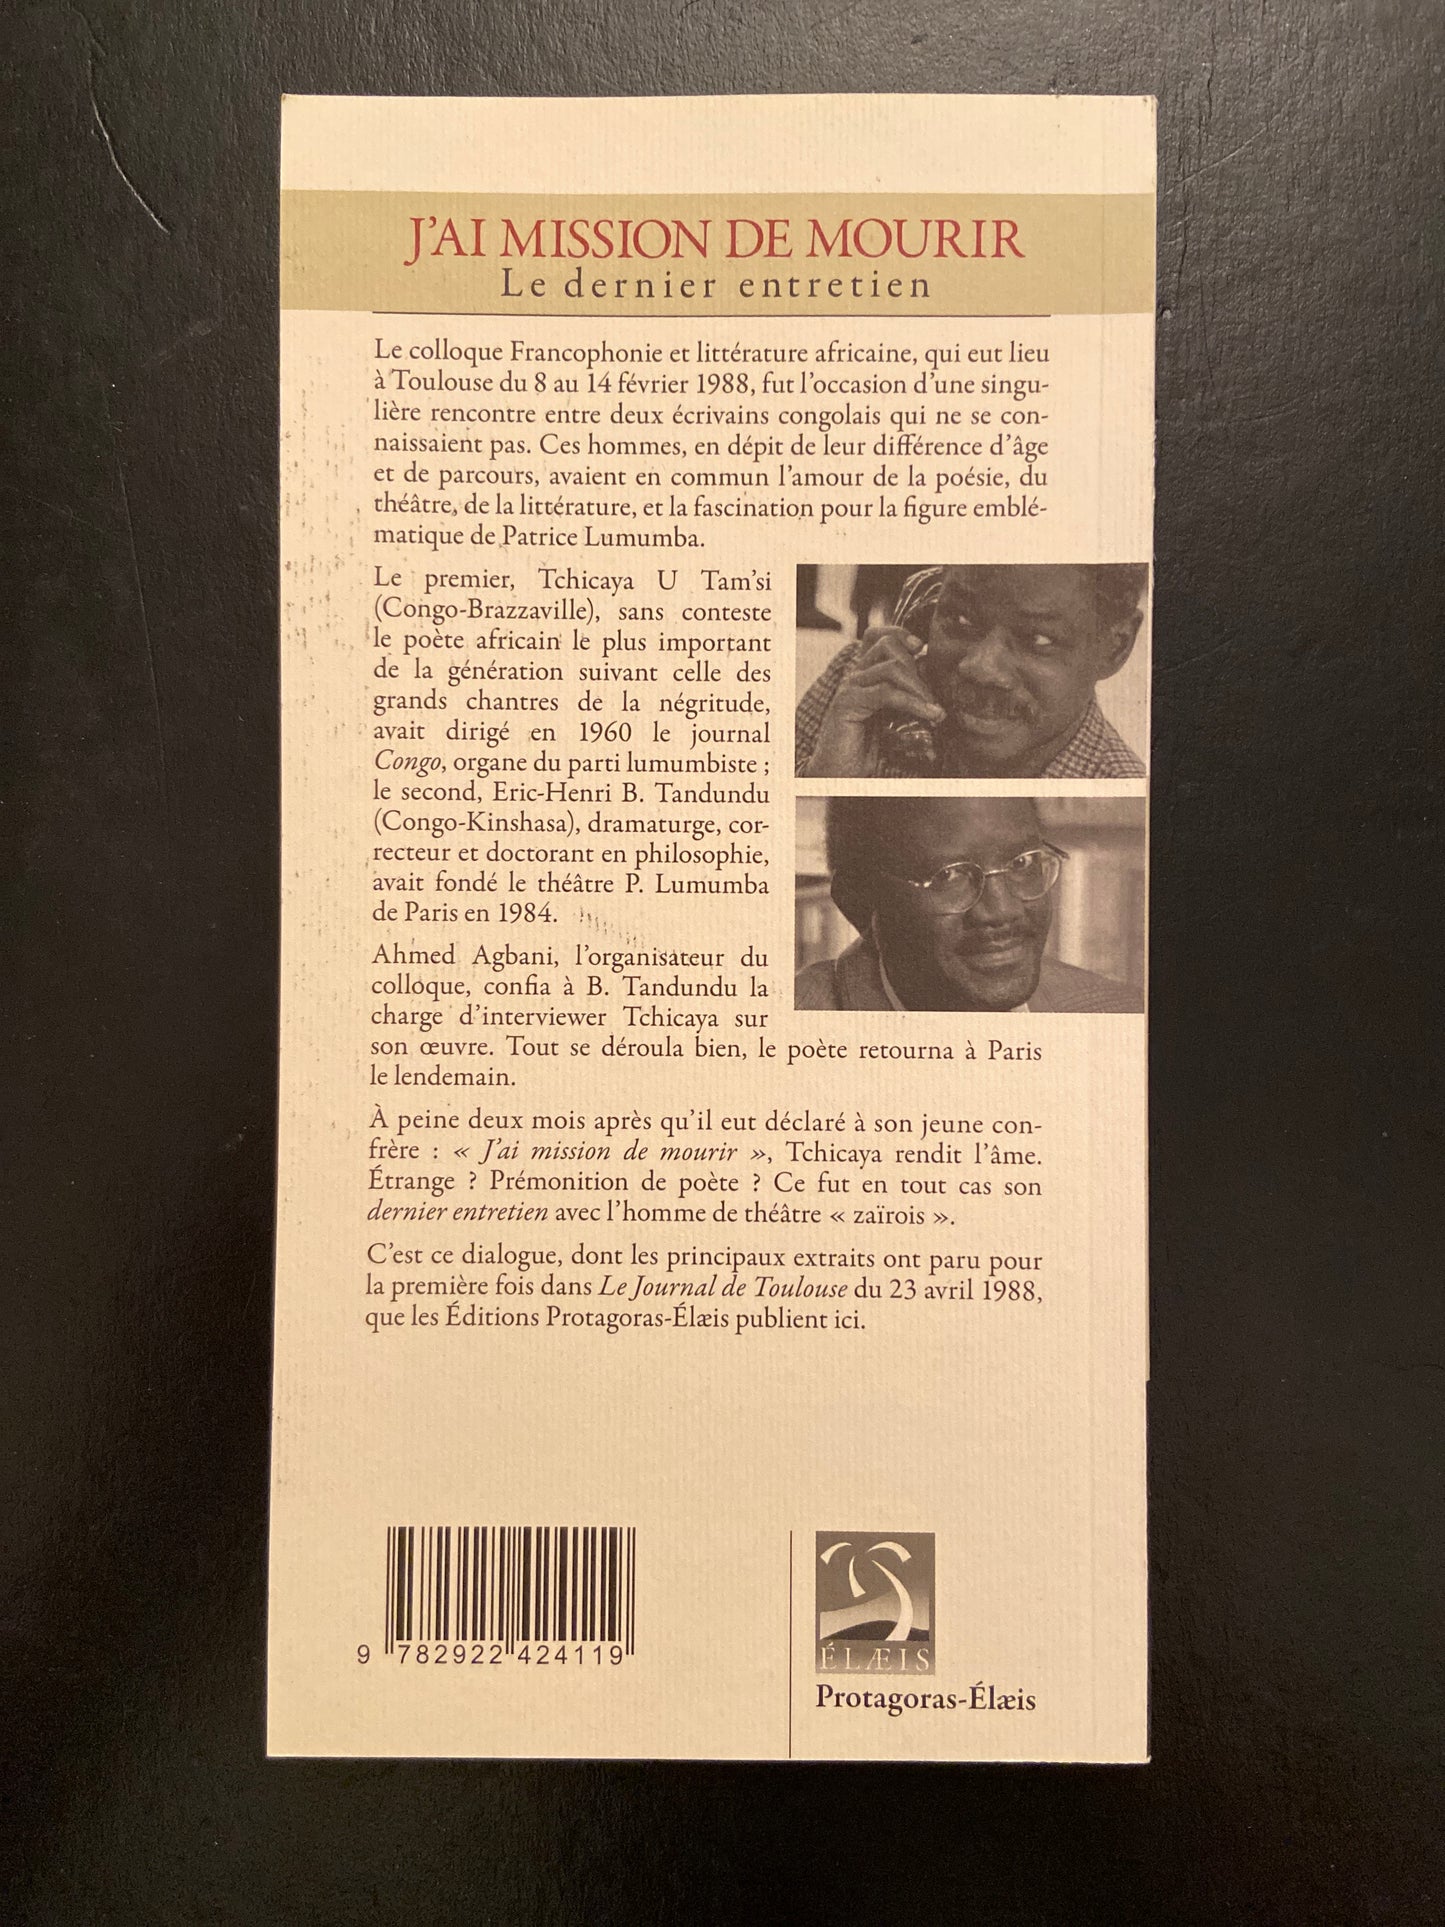 J'AI MISSION DE MOURIR
Le dernier entretien
Le colloque Francophonie et littérature africaine, qui eut lieu
à Toulouse du 8 au 14 février 1988, fut l'occasion d'une singu-
lière rencontre entre deux écrivains congolais qui ne se con-
naissaient pas. Ces hommes, en dépit de leur différence d'âge
et de parcours, avaient en commun l'amour de la poésie, du
théâtre, de la littérature, et la fascination pour la figure emblé-
matique de Patrice Lumumba.
Le premier, Tchicaya U Tam'si
(Congo-Brazzaville), sans conteste
le poète africain le plus important
de la génération suivant celle des
grands chantres de la négritude,
avait dirigé en 1960 le journal
Congo, organe du parti lumumbiste ;
le second, Eric-Henri B. Tandundu
(Congo-Kinshasa), dramaturge, cor-
recteur et doctorant en philosophie,
avait fondé le théâtre P. Lumumba
de Paris en 1984.
Ahmed Agbani, l'organisateur du
colloque, confia à B. Tandundu la
charge d'interviewer Tchicaya sur
son œuvre. Tout se déroula bien, le poète retourna à Paris
le lendemain.
À peine deux mois après qu'il eut déclaré à son jeune con-
frère : « J'ai mission de mourir », Tchicaya rendit l'âme.
Étrange ? Prémonition de poète ? Ce fut en tout cas son
dernier entretien avec l'homme de théâtre « zaïrois ».
C'est ce dialogue, dont les principaux extraits ont paru pour
la première fois dans Le Journal de Toulouse du 23 avril 1988,
que les Éditions Protagoras-Élæis publient ici.
9 782922 424119
ÉLÆIS
Protagoras-Élæis